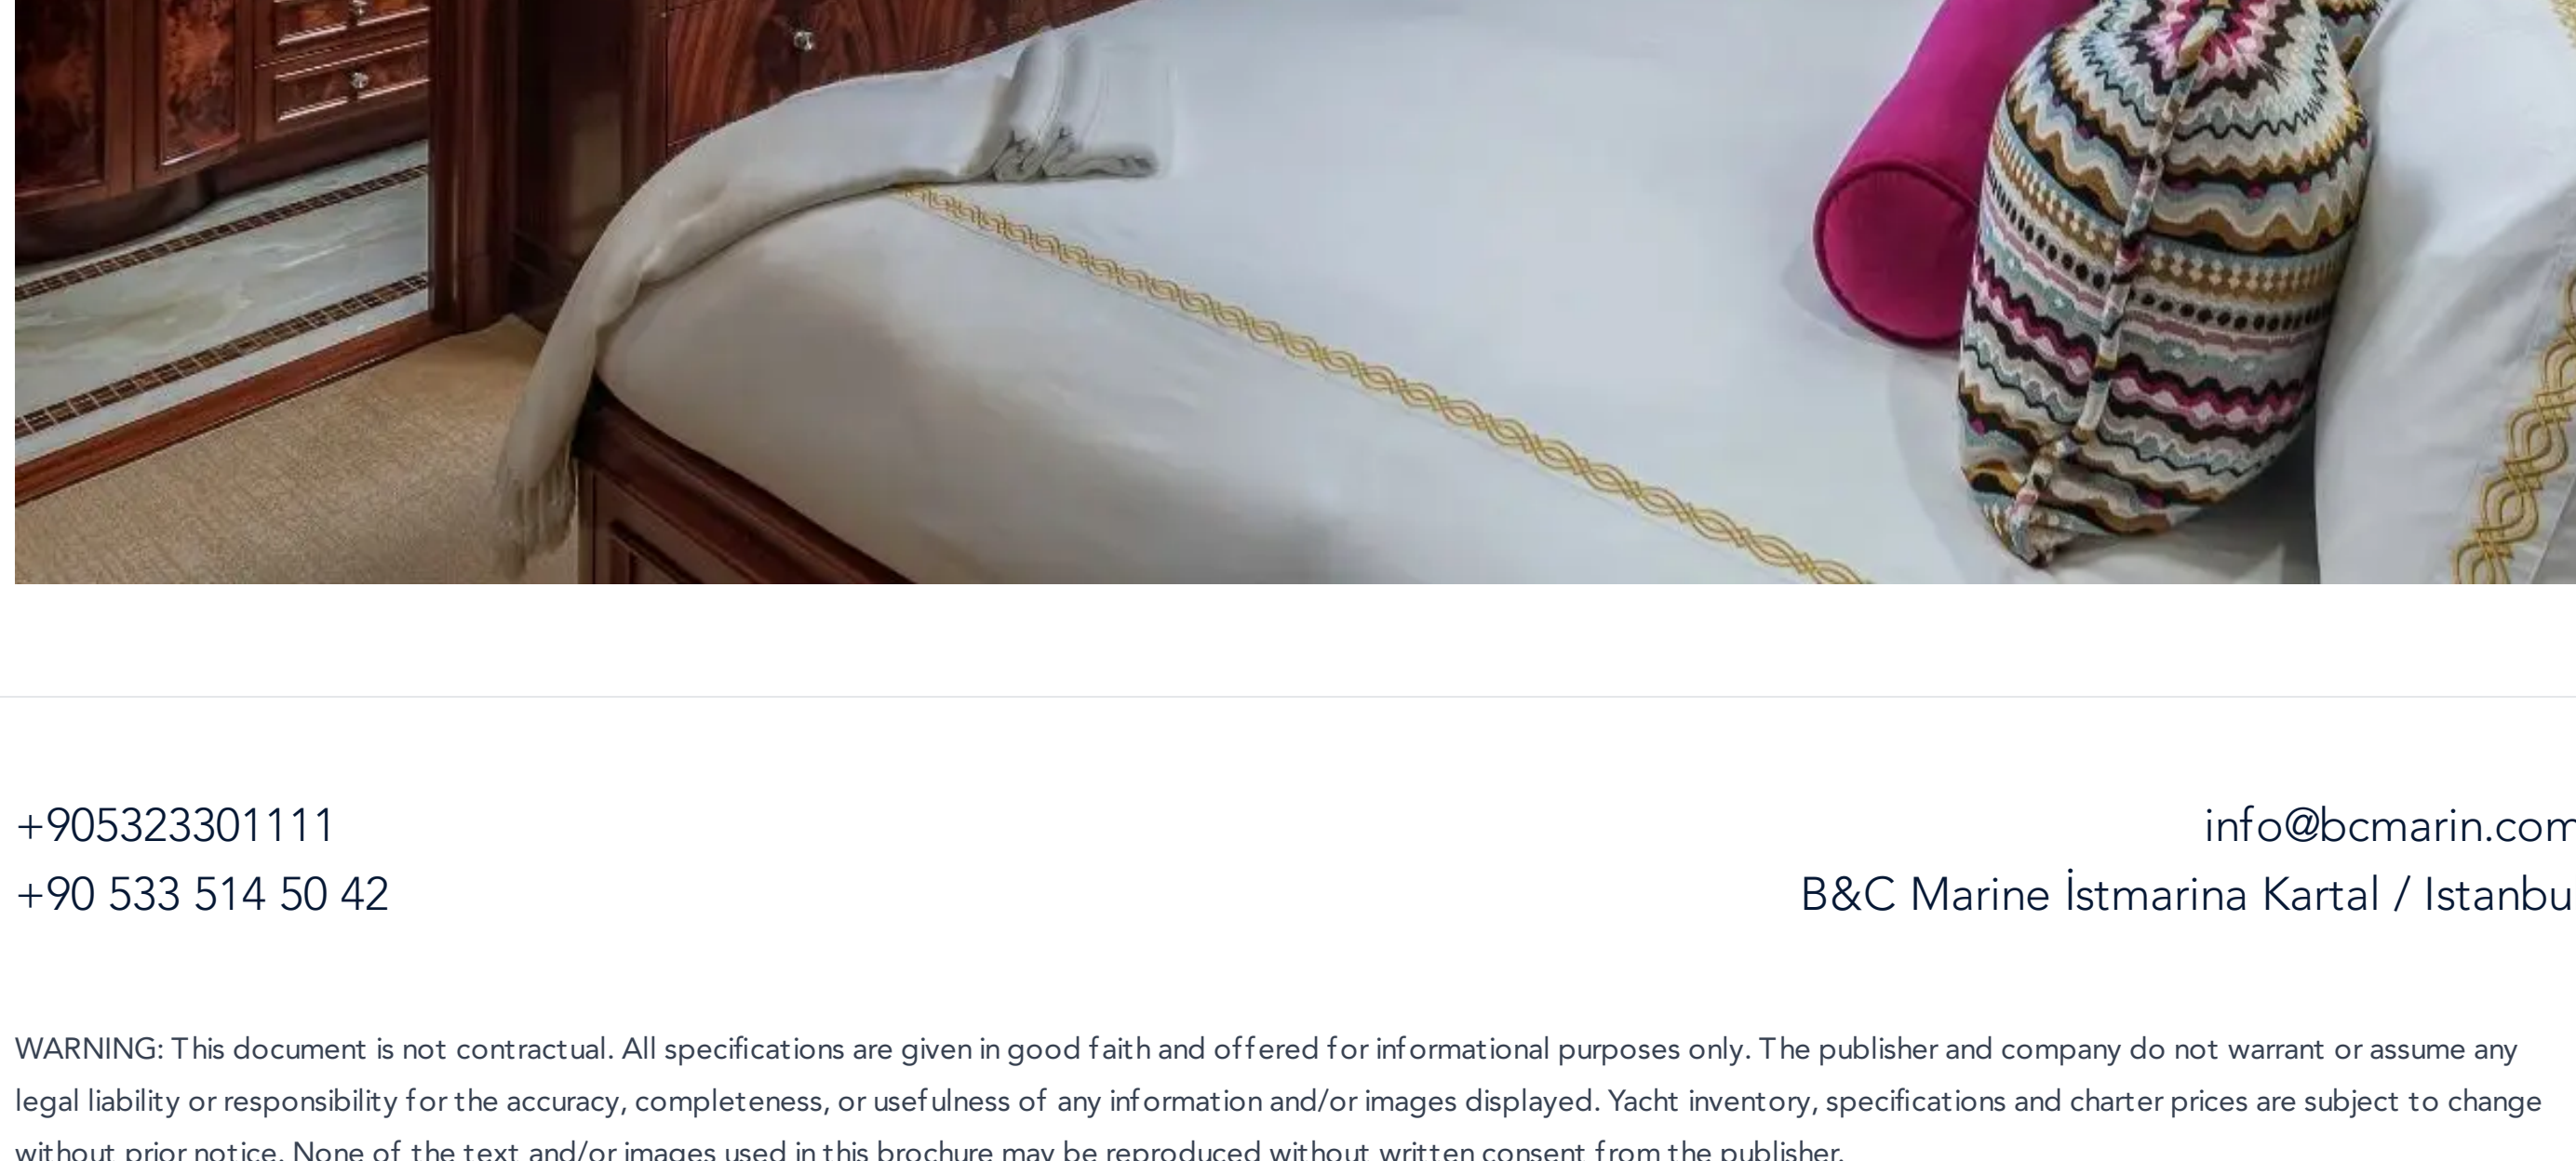 +905323301111
info@bcmarin.com
+90 533 514 50 42
B&C Marine İstmarina Kartal / Istanbu
WARNING: This document is not contractual. All specifications are given in good faith and offered for informational purposes only. The publisher and company do not warrant or assume any
legal liability or responsibility for the accuracy, completeness, or usefulness of any information and/or images displayed. Yacht inventory, specifications and charter prices are subject to change
without prior notice. None of the text and/or images used in this brochure may be reproduced without written consent from the publisher.